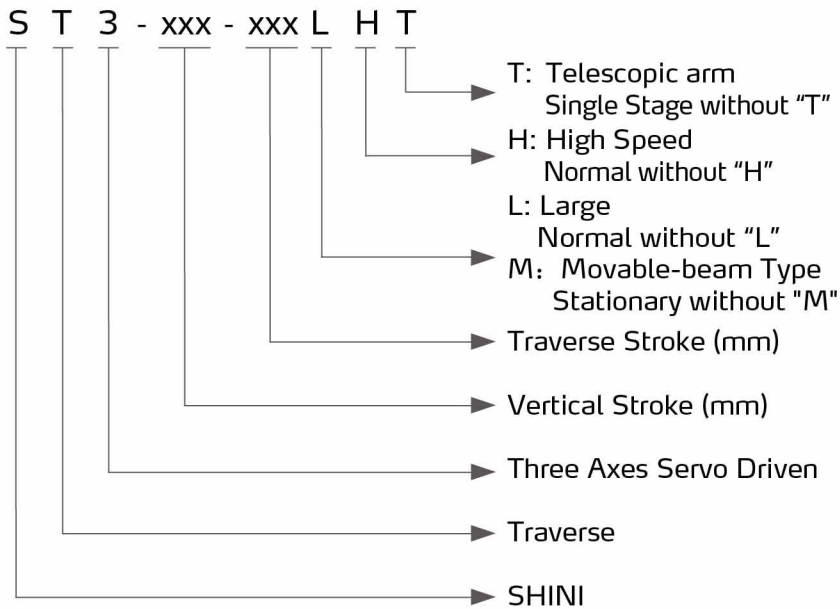 S T 3 - xxx - xxx L H T
T: Telescopic arm
Single Stage without “T”
H: High Speed
Normal without “H”
L: Large
Normal without “L”
M: Movable-beam Type
Stationary without "M"
Traverse Stroke (mm)
Vertical Stroke (mm)
Three Axes Servo Driven
Traverse
SHINI